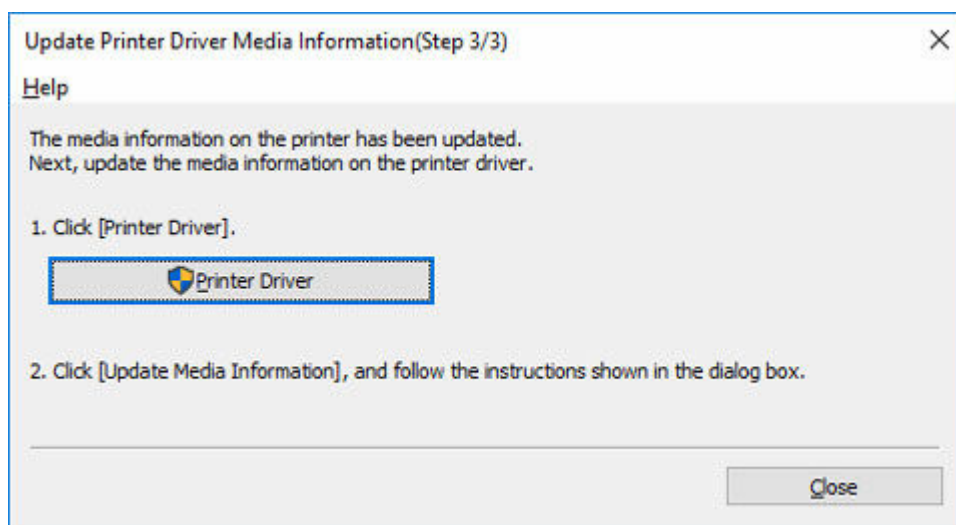 Update Printer Driver Media Information(Step 3/3)
Help
The media information on the printer has been updated.
Next, update the media information on the printer driver.
1. Click [Printer Driver].
Printer Driver
2. Click [Update Media Information], and follow the instructions shown in the dialog box.
Close